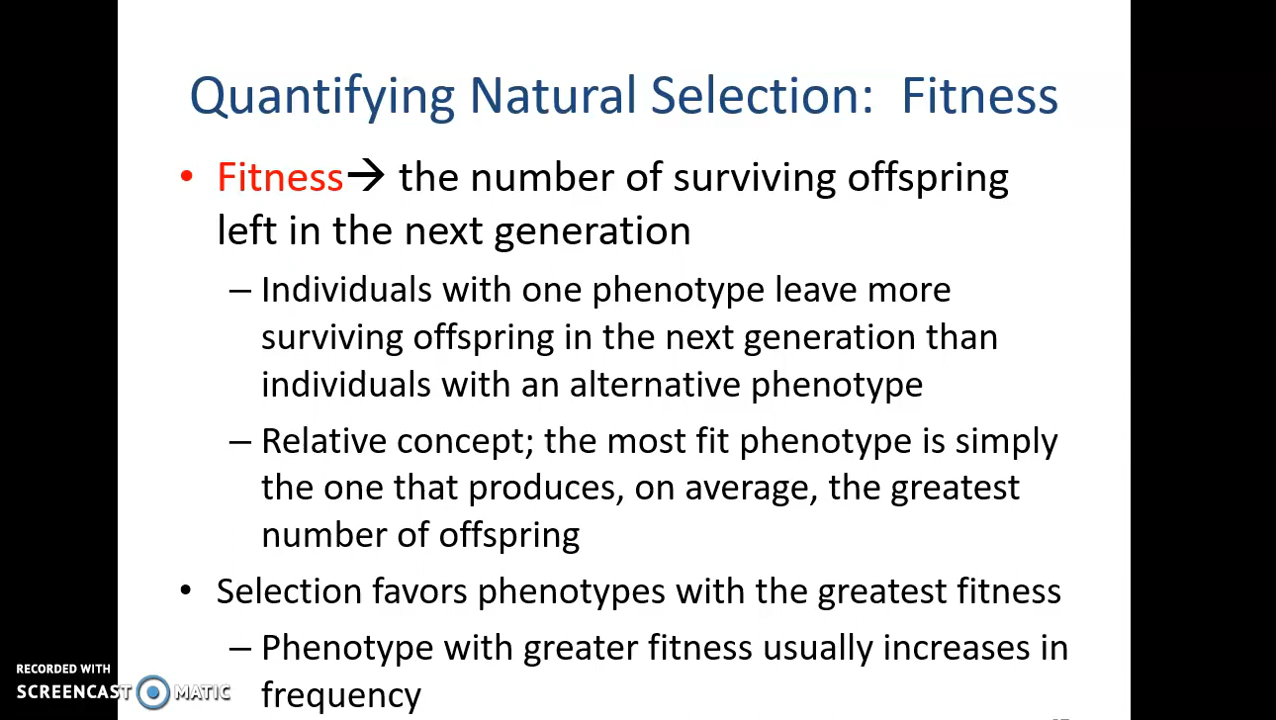 Quantifying Natural Selection: Fitness
• Fitness→ the number of surviving offspring
left in the next generation
– Individuals with one phenotype leave more
surviving offspring in the next generation than
individuals with an alternative phenotype
– Relative concept; the most fit phenotype is simply
the one that produces, on average, the greatest
number of offspring
• Selection favors phenotypes with the greatest fitness
– Phenotype with greater fitness usually increases in
frequency
RECORDED WITH
SCREENCAST MATIC